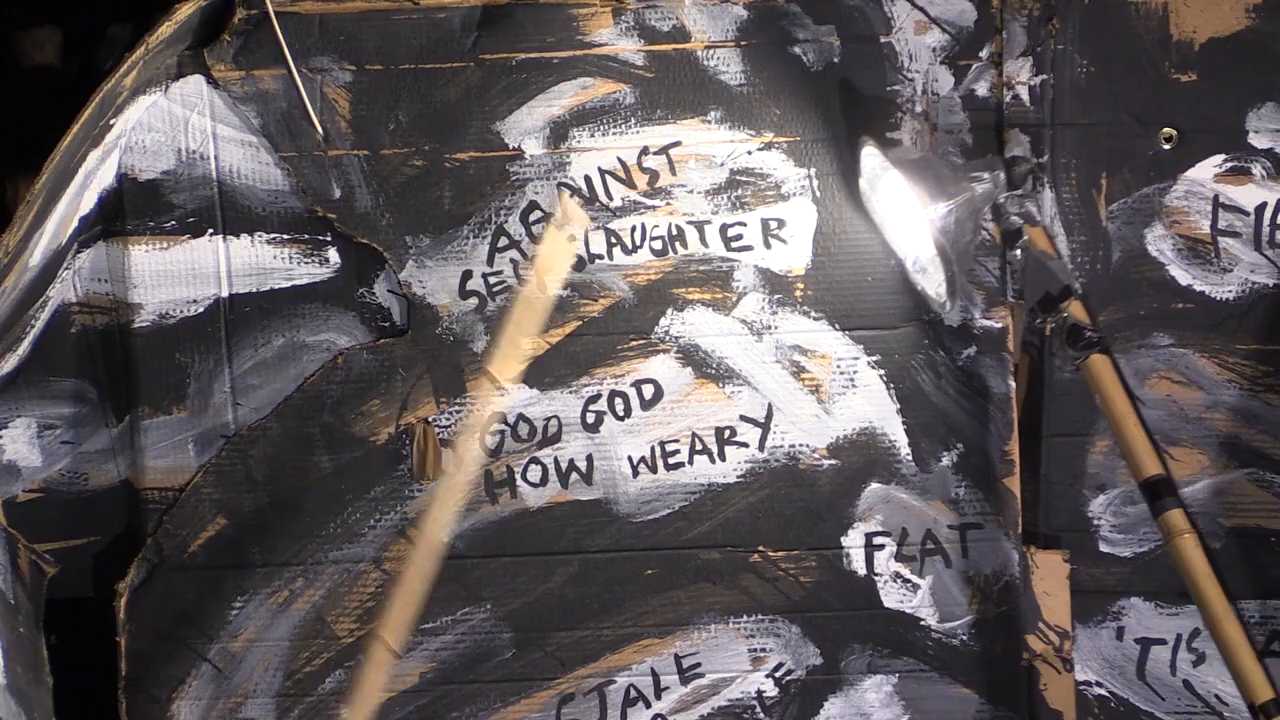 AGAINST
SELF SLAUGHTER
GOD GOD
HOW WEARY
FLAT
STALE
'TIS